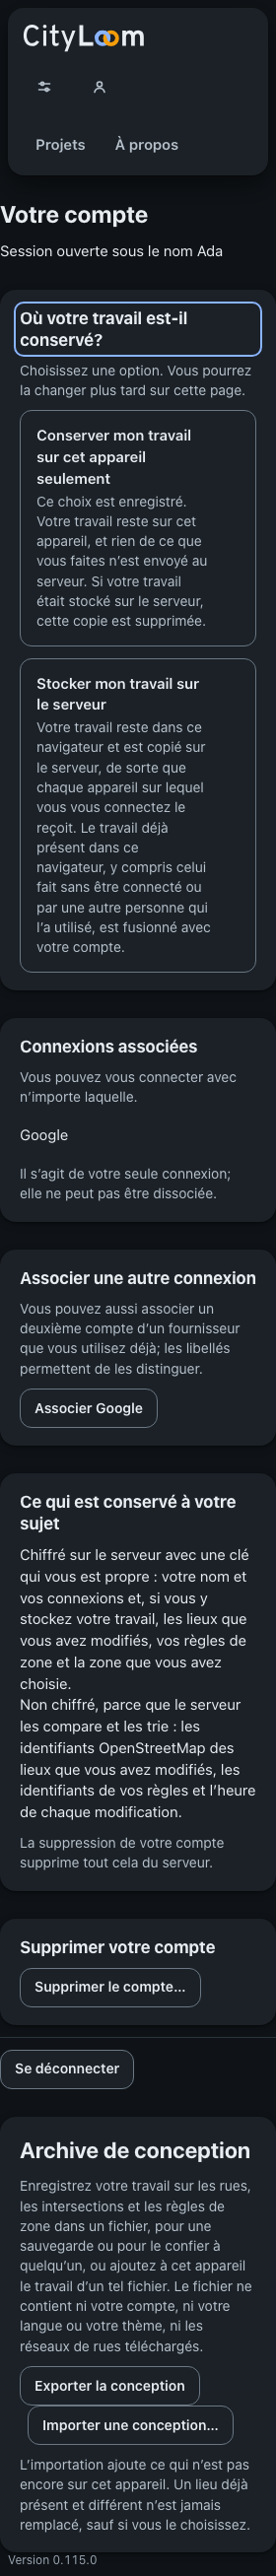 CityLoom
Projets À propos
Votre compte
Session ouverte sous le nom Ada
Où votre travail est-il
conservé?
Choisissez une option. Vous pourrez
la changer plus tard sur cette page.
Conserver mon travail
sur cet appareil
seulement
Ce choix est enregistré.
Votre travail reste sur cet
appareil, et rien de ce que
vous faites n’est envoyé au
serveur. Si votre travail
était stocké sur le serveur,
cette copie est supprimée.
Stocker mon travail sur
le serveur
Votre travail reste dans ce
navigateur et est copié sur
le serveur, de sorte que
chaque appareil sur lequel
vous vous connectez le
reçoit. Le travail déjà
présent dans ce
navigateur, y compris celui
fait sans être connecté ou
par une autre personne qui
l’a utilisé, est fusionné avec
votre compte.
Connexions associées
Vous pouvez vous connecter avec
n’importe laquelle.
Google
Il s’agit de votre seule connexion;
elle ne peut pas être dissociée.
Associer une autre connexion
Vous pouvez aussi associer un
deuxième compte d’un fournisseur
que vous utilisez déjà; les libellés
permettent de les distinguer.
Associer Google
Ce qui est conservé à votre
sujet
Chiffré sur le serveur avec une clé
qui vous est propre : votre nom et
vos connexions et, si vous y
stockez votre travail, les lieux que
vous avez modifiés, vos règles de
zone et la zone que vous avez
choisie.
Non chiffré, parce que le serveur
les compare et les trie : les
identifiants OpenStreetMap des
lieux que vous avez modifiés, les
identifiants de vos règles et l’heure
de chaque modification.
La suppression de votre compte
supprime tout cela du serveur.
Supprimer votre compte
Supprimer le compte…
Se déconnecter
Archive de conception
Enregistrez votre travail sur les rues,
les intersections et les règles de
zone dans un fichier, pour une
sauvegarde ou pour le confier à
quelqu’un, ou ajoutez à cet appareil
le travail d’un tel fichier. Le fichier ne
contient ni votre compte, ni votre
langue ou votre thème, ni les
réseaux de rues téléchargés.
Exporter la conception
Importer une conception…
L’importation ajoute ce qui n’est pas
encore sur cet appareil. Un lieu déjà
présent et différent n’est jamais
remplacé, sauf si vous le choisissez.
Version 0.115.0